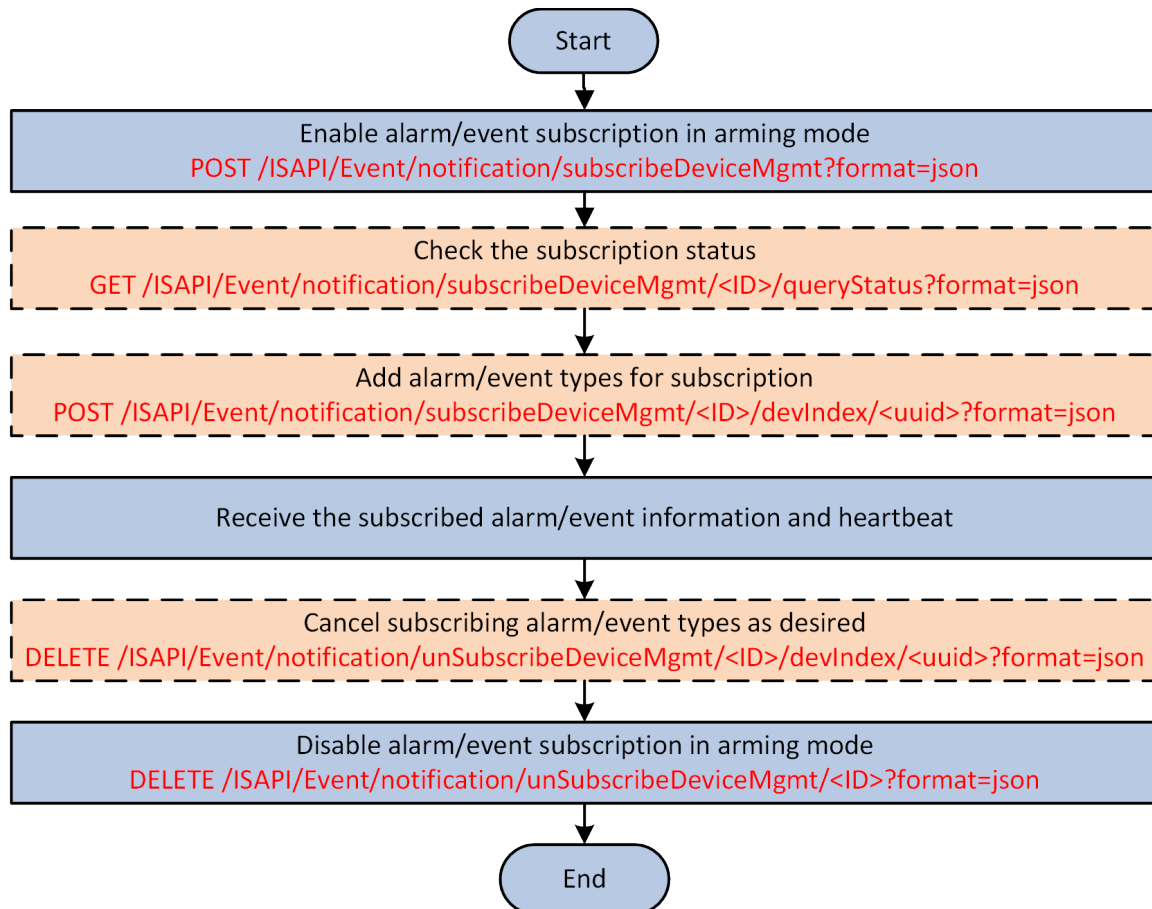 Start
Enable alarm/event subscription in arming mode
POST /ISAPI/Event/notification/subscribeDeviceMgmt?format=json
Check the subscription status
GET /ISAPI/Event/notification/subscribeDeviceMgmt/<ID>/queryStatus?format=json
Add alarm/event types for subscription
POST /ISAPI/Event/notification/subscribeDeviceMgmt/<ID>/devIndex/<uuid>?format=json
Receive the subscribed alarm/event information and heartbeat
Cancel subscribing alarm/event types as desired
DELETE /ISAPI/Event/notification/unSubscribeDeviceMgmt/<ID>/devIndex/<uuid>?format=json
Disable alarm/event subscription in arming mode
DELETE /ISAPI/Event/notification/unSubscribeDeviceMgmt/<ID>?format=json
End